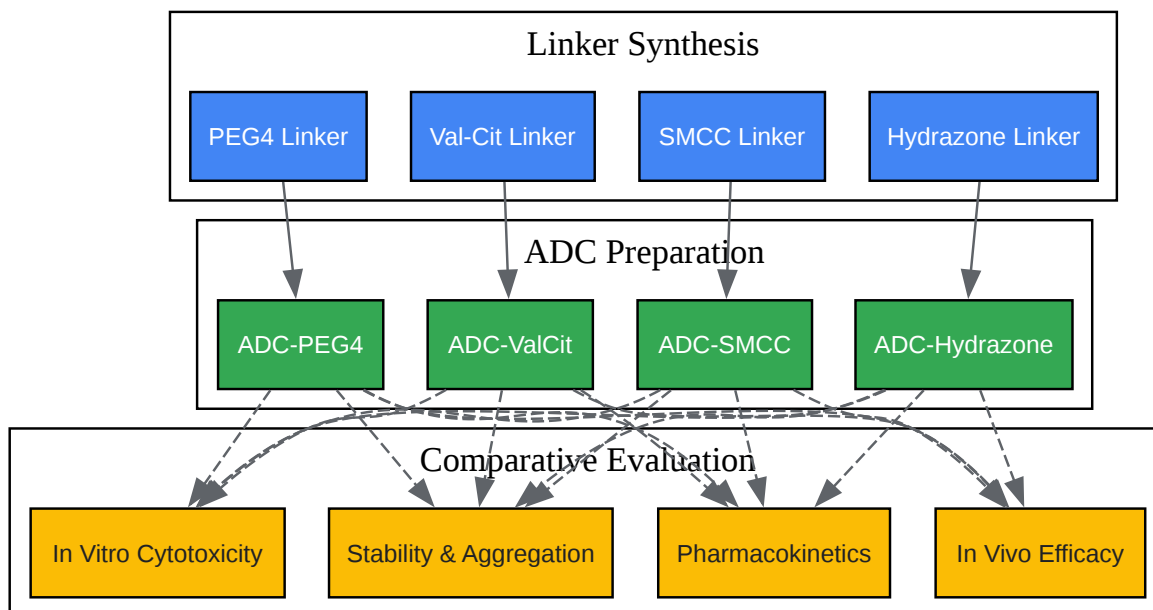 Linker Synthesis
PEG4 Linker
Val-Cit Linker
SMCC Linker
Hydrazone Linker
ADC Preparation
ADC-PEG4
ADC-ValCit
ADC-SMCC
ADC-Hydrazone
Comparative Evaluation
In Vitro Cytotoxicity
Stability & Aggregation
Pharmacokinetics
In Vivo Efficacy